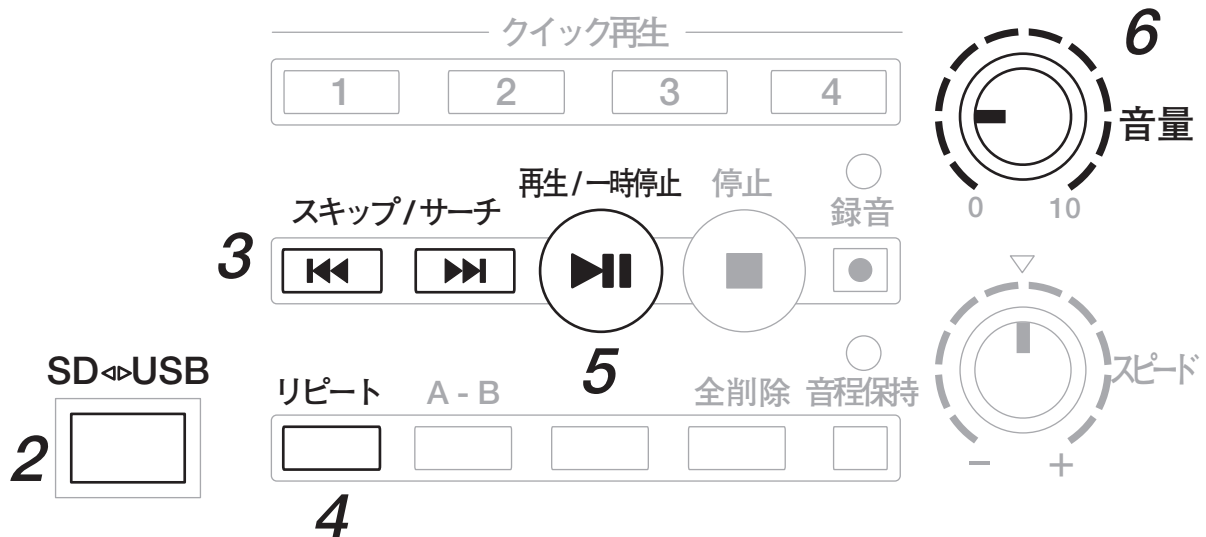 クイック再生
6
1 2 3 4
音量
0 10
再生/一時停止 停止
録音
スキップ/サーチ
3
5
SD◁▷USB
リピート A - B 全削除 音程保持
スピード
2
− +
4